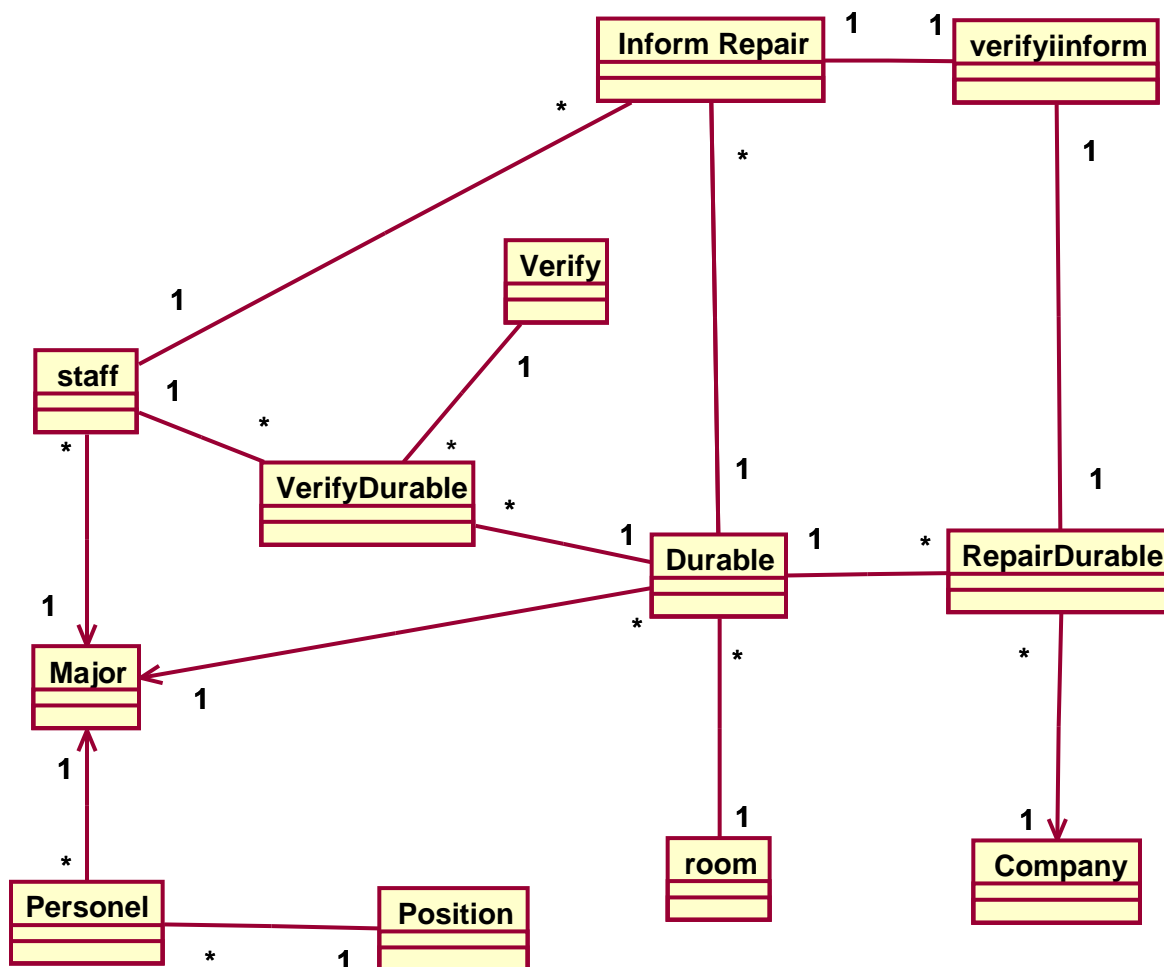 Inform Repair
1
1
verifyiinform
*
*
1
Verify
1
1
staff
1
*
*
*
VerifyDurable
*
1
1
1
1
*
1
Durable
RepairDurable
1
*
*
*
Major
1
1
*
1
1
room
Company
Personel
Position
*
1